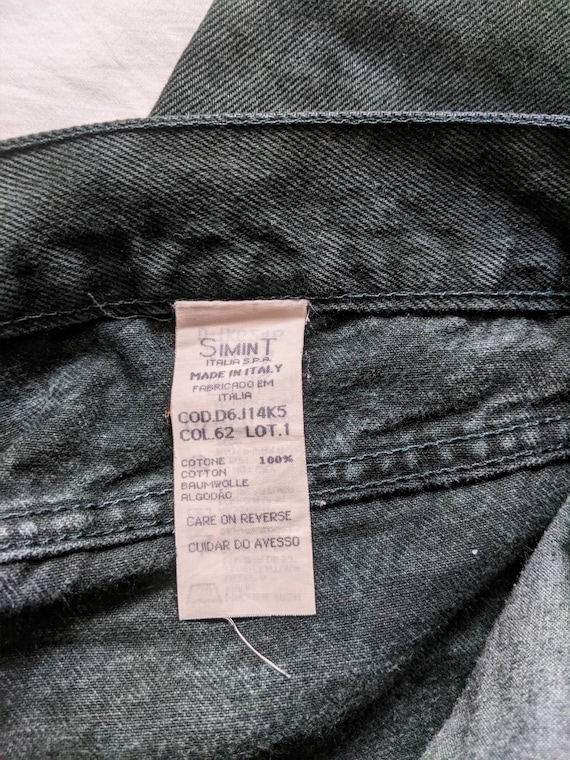 SIMINT
ITALIA S.P.A.
MADE IN ITALY
FABRICADO EM
ITALIA
COD.D6J14K5
COL.62 LOT.1
COTONE 100%
COTTON
BAUMWOLLE
ALGODÃO
CARE ON REVERSE
CUIDAR DO AVESSO